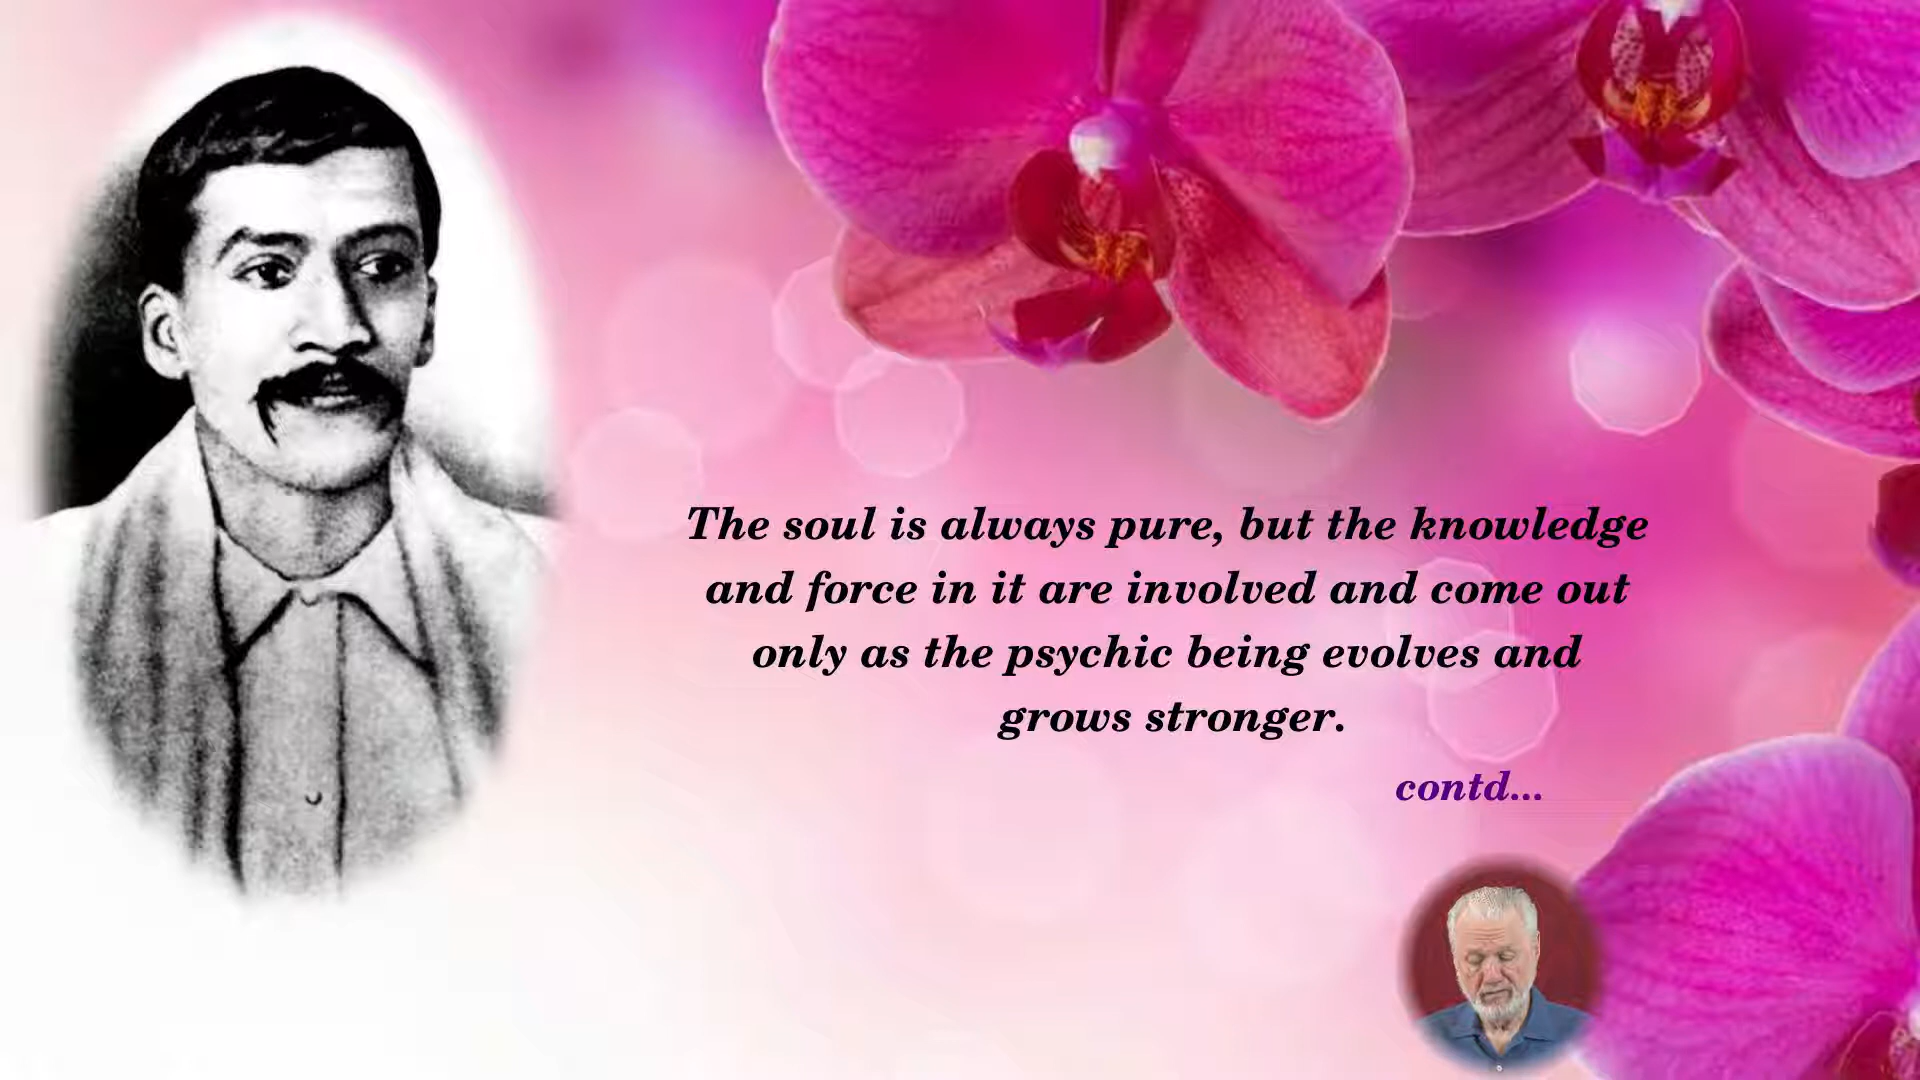 The soul is always pure, but the knowledge
and force in it are involved and come out
only as the psychic being evolves and
grows stronger.
contd...